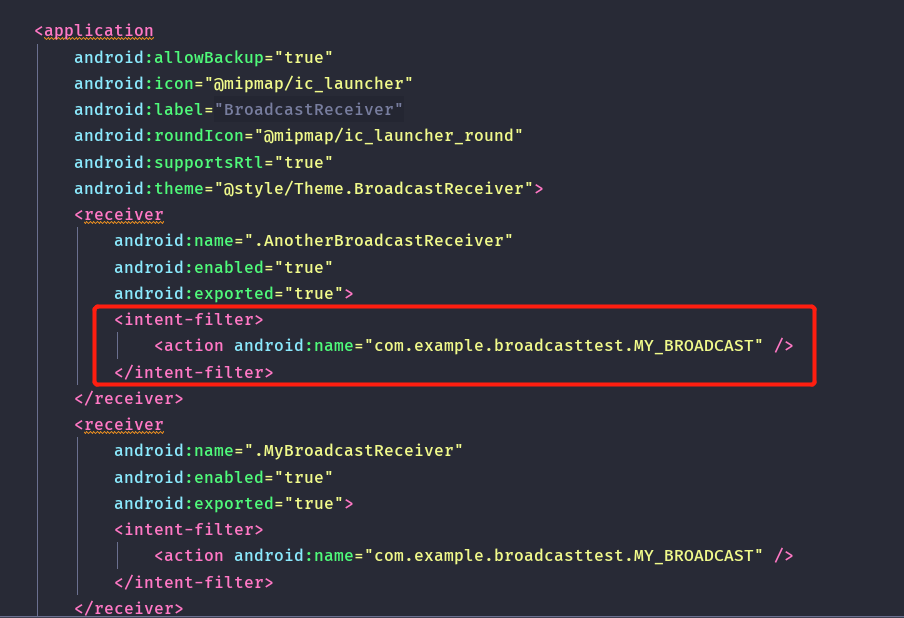 <application
android:allowBackup="true"
android:icon="@mipmap/ic_launcher"
android:label="BroadcastReceiver"
android:roundIcon="@mipmap/ic_launcher_round"
android:supportsRtl="true"
android:theme="@style/Theme.BroadcastReceiver">
<receiver
android:name=".AnotherBroadcastReceiver"
android:enabled="true"
android:exported="true">
<intent-filter>
<action android:name="com.example.broadcasttest.MY_BROADCAST" />
</intent-filter>
</receiver>
<receiver
android:name=".MyBroadcastReceiver"
android:enabled="true"
android:exported="true">
<intent-filter>
<action android:name="com.example.broadcasttest.MY_BROADCAST" />
</intent-filter>
</receiver>